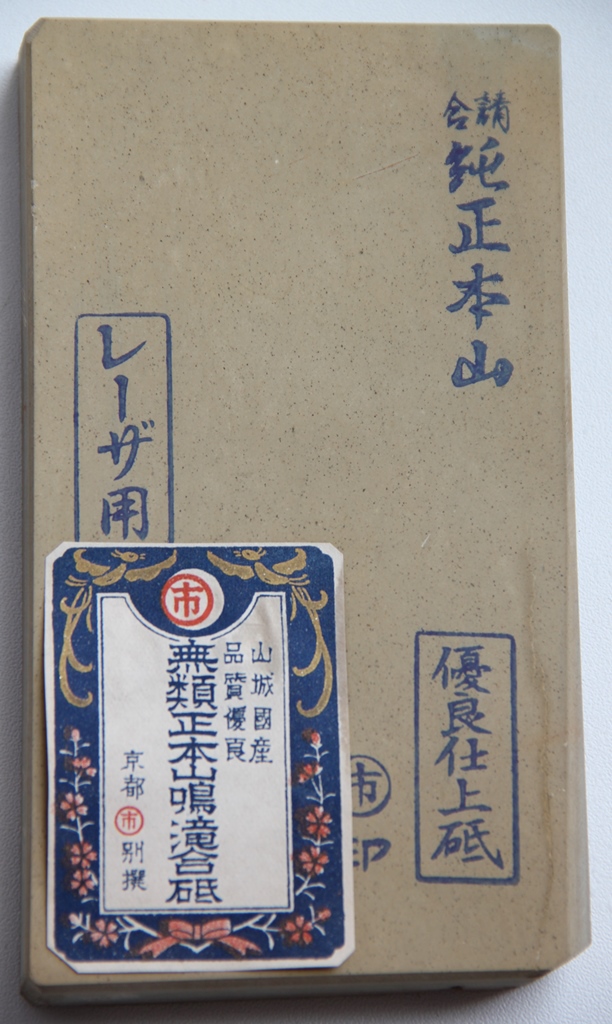 請合
純正本山
レーザ用
優良仕上砥
市
印
市
山城國産
品質優良
無類正本山鳴滝合砥
京都市別撰